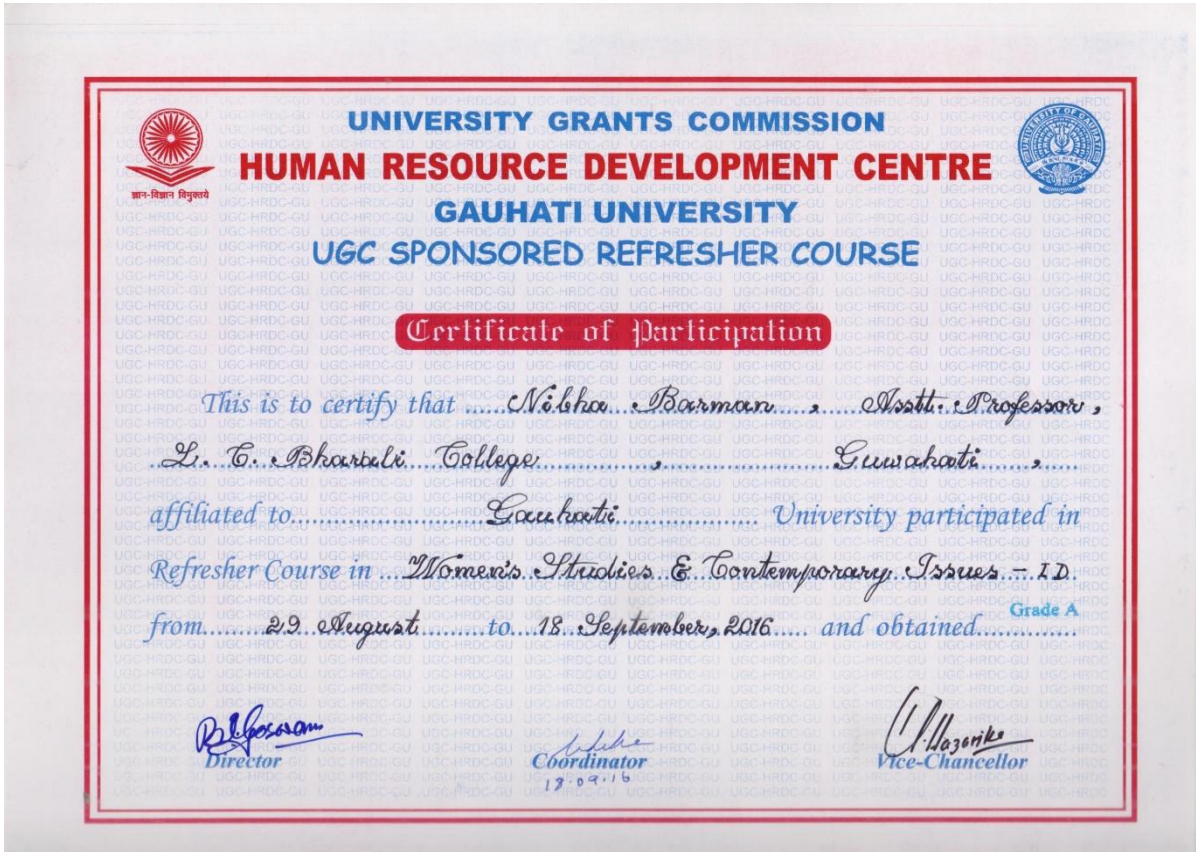 UNIVERSITY GRANTS COMMISSION
HUMAN RESOURCE DEVELOPMENT CENTRE
GAUHATI UNIVERSITY
UGC SPONSORED REFRESHER COURSE
ज्ञान-विज्ञान विमुक्तये
Certificate of Participation
This is to certify that Nibha Barman, Asstt. Professor,
L. C. Bharali College, Guwahati,
affiliated to Gauhati University participated in
Refresher Course in Women's Studies & Contemporary Issues - ID
from 29 August to 18 September, 2016 and obtained Grade A
Director
Coordinator
Vice-Chancellor
18.09.16